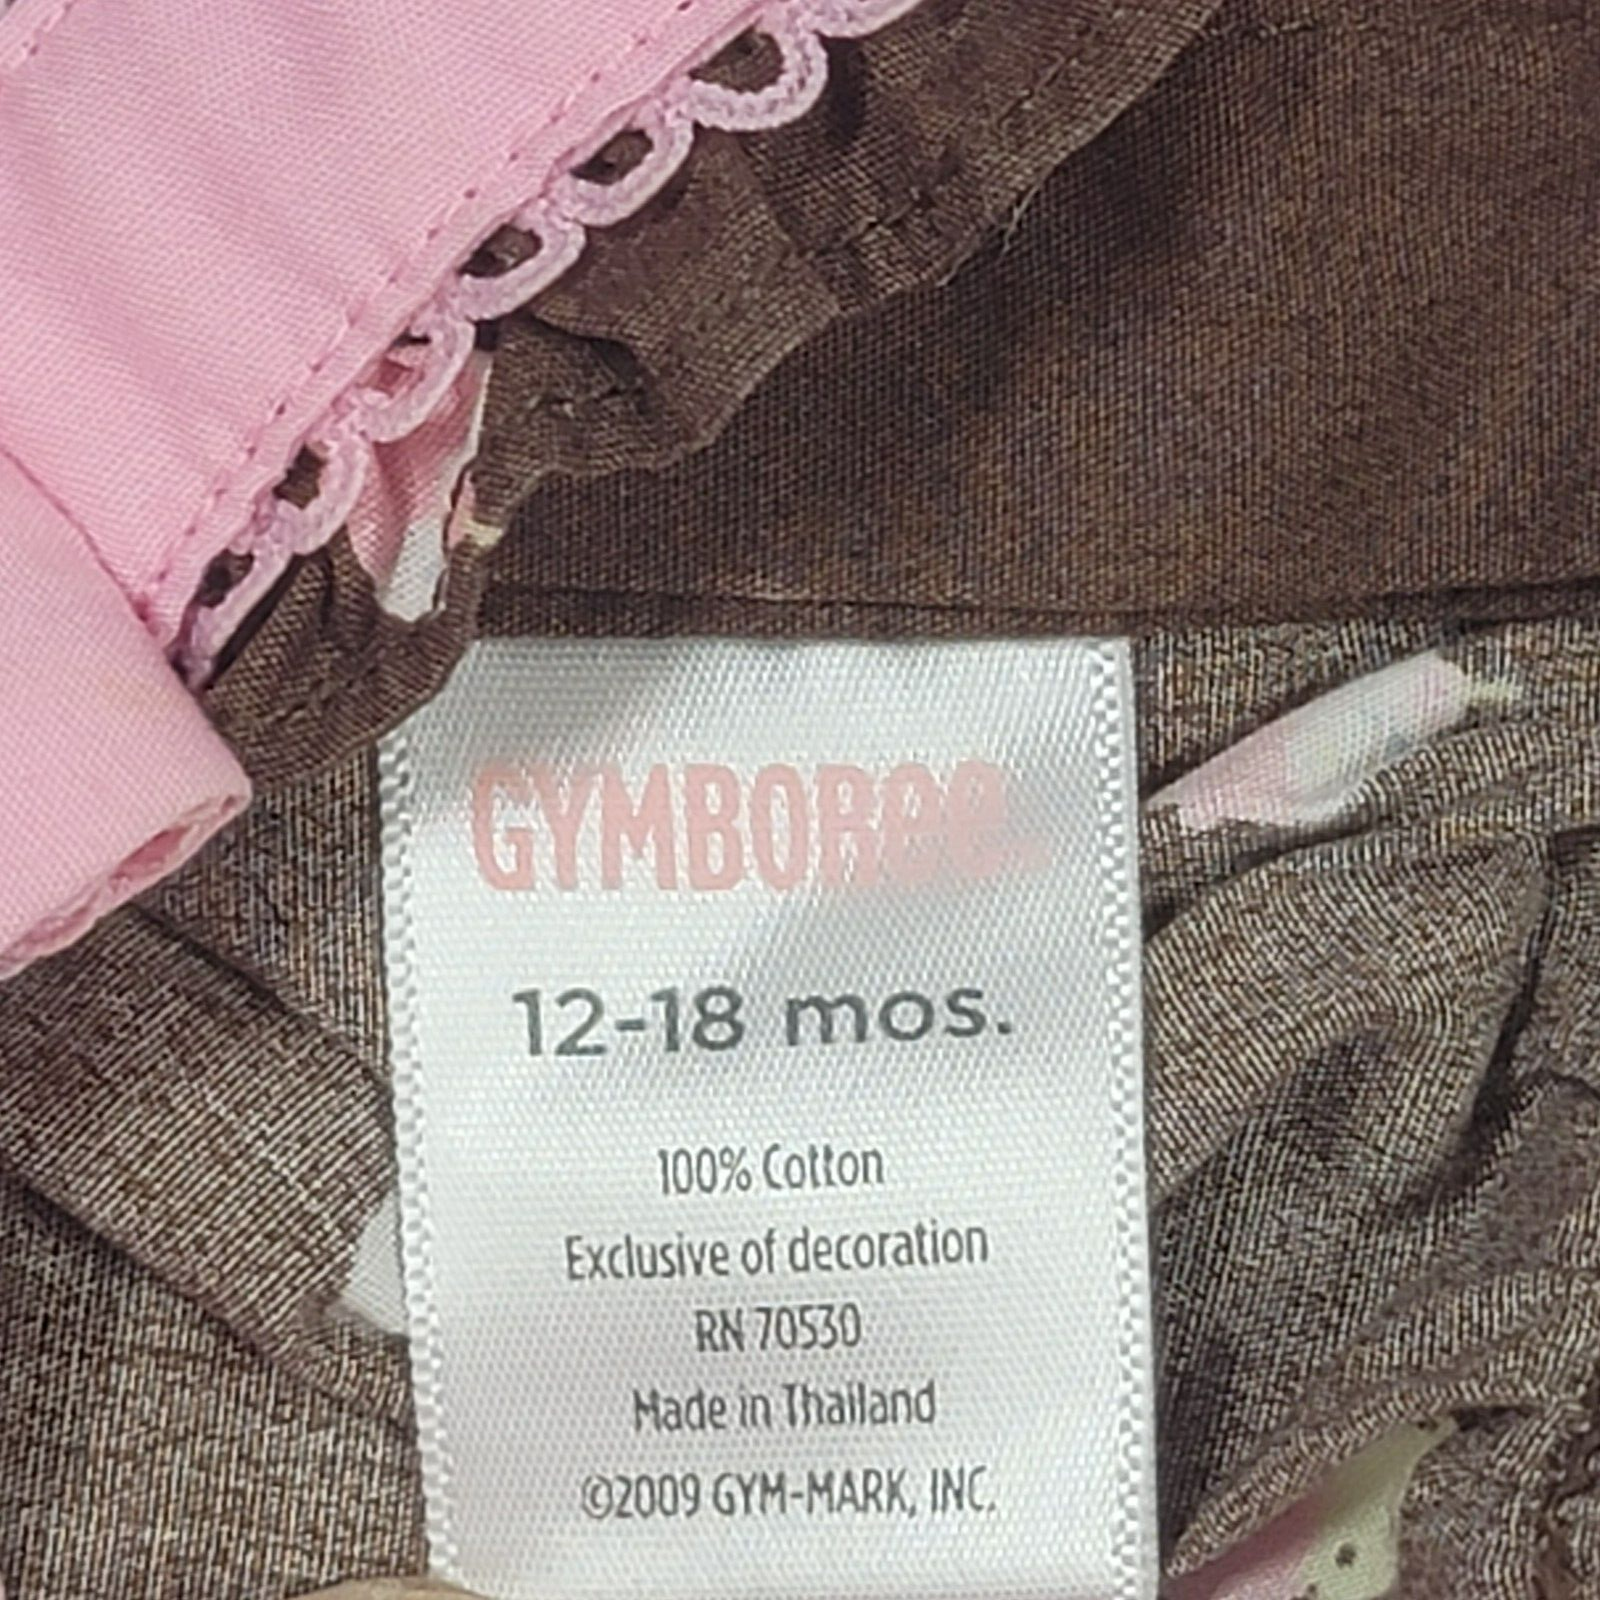 GYMBOREE.
12-18 mos.
100% Cotton
Exclusive of decoration
RN 70530
Made in Thailand
©2009 GYM-MARK, INC.